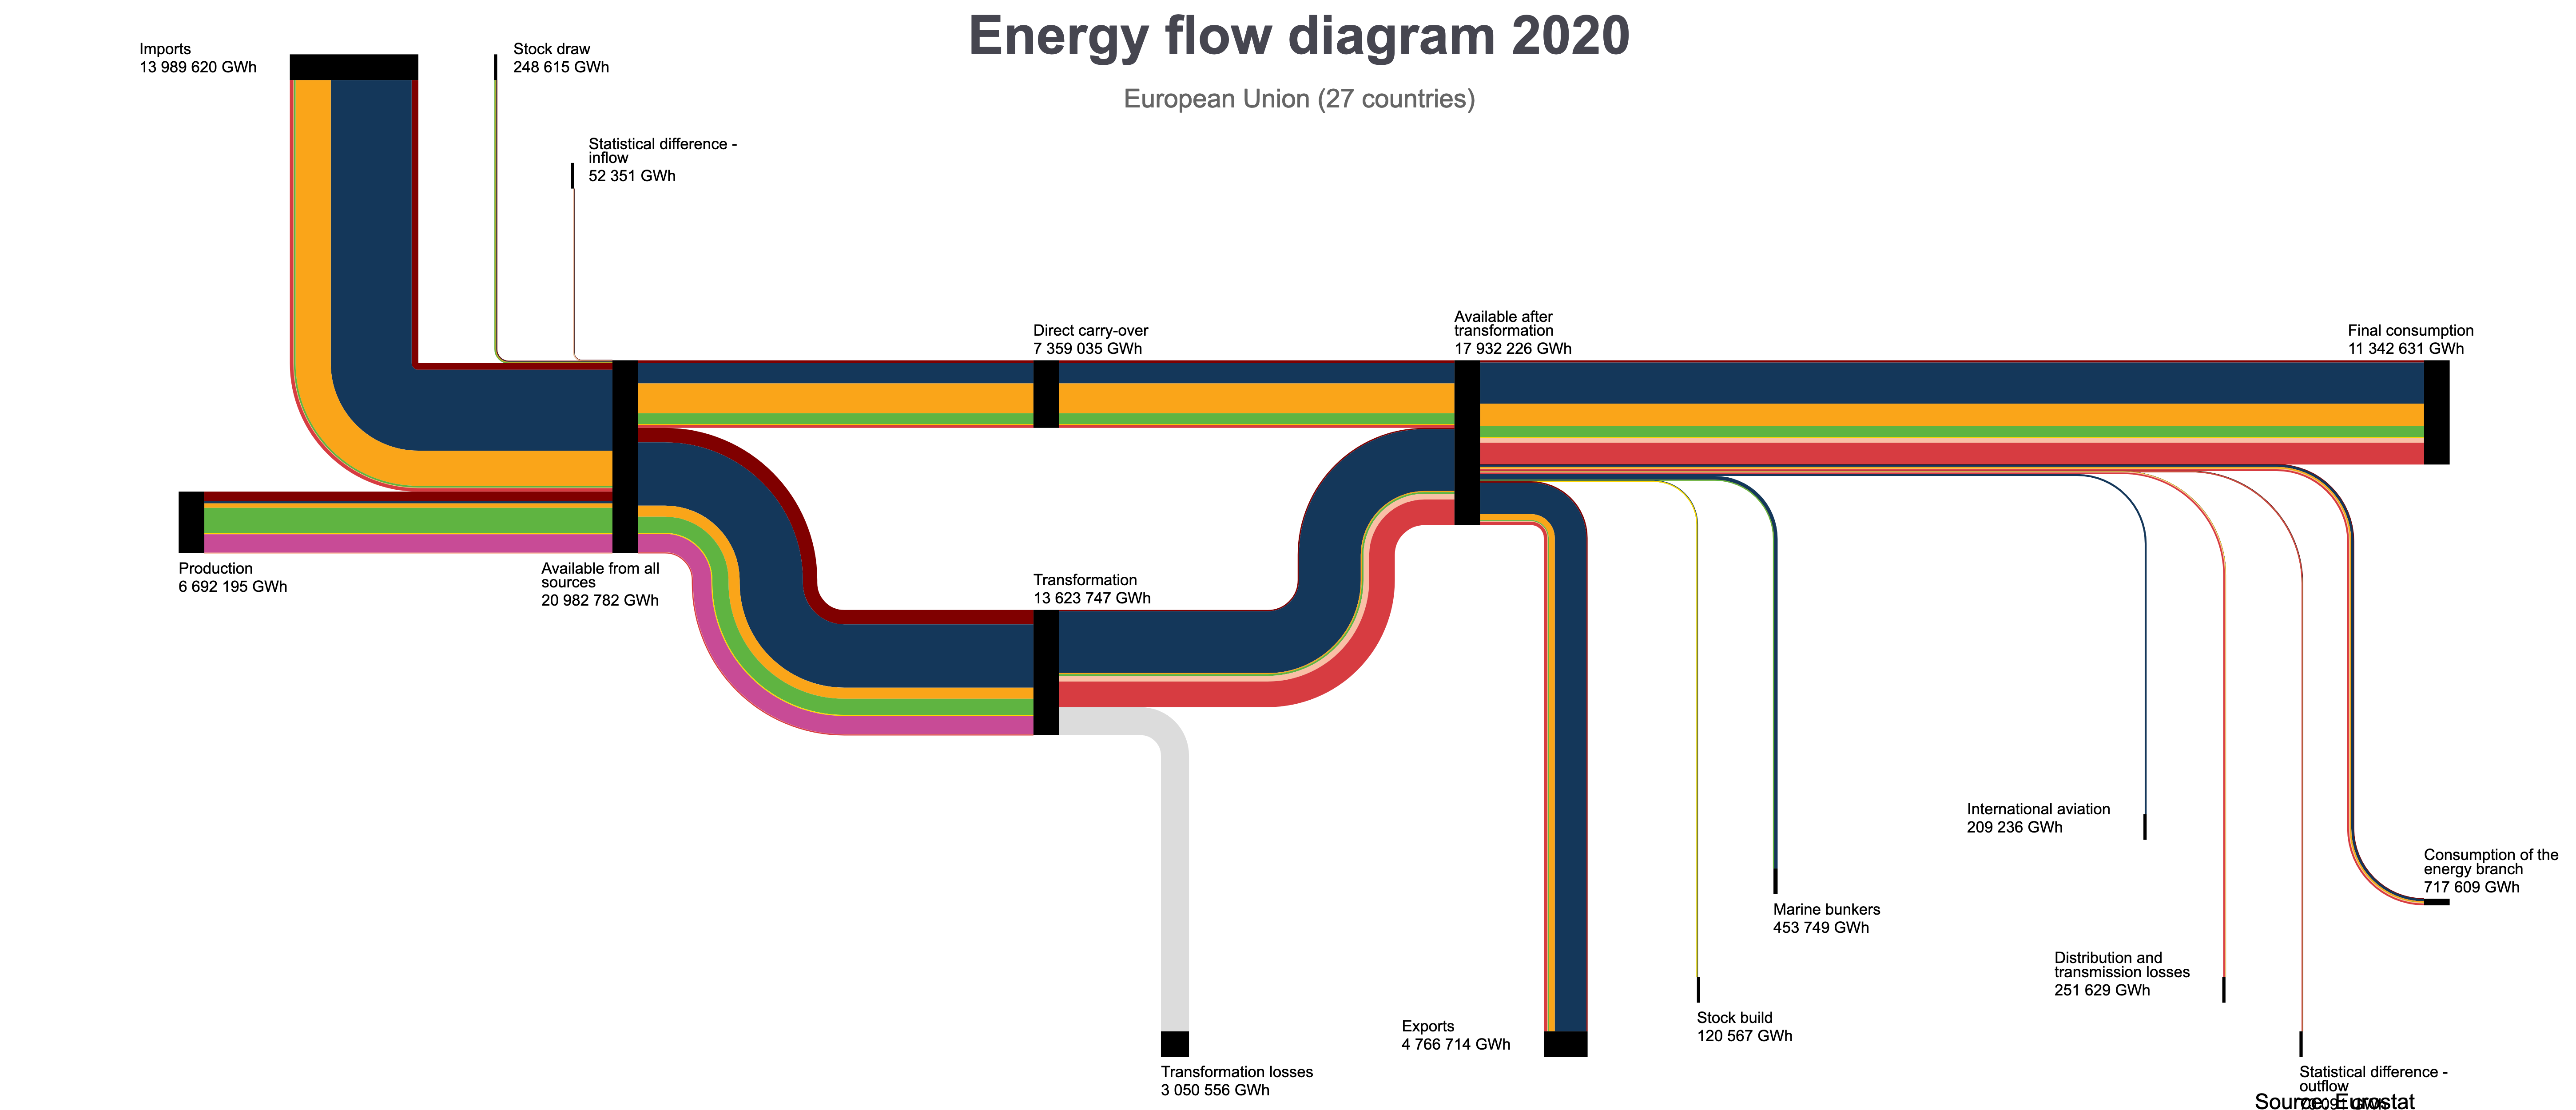 Energy flow diagram 2020
European Union (27 countries)
Imports
13 989 620 GWh
Stock draw
248 615 GWh
Statistical difference -
inflow
52 351 GWh
Direct carry-over
7 359 035 GWh
Available after
transformation
17 932 226 GWh
Final consumption
11 342 631 GWh
Production
6 692 195 GWh
Available from all
sources
20 982 782 GWh
Transformation
13 623 747 GWh
International aviation
209 236 GWh
Consumption of the
energy branch
717 609 GWh
Marine bunkers
453 749 GWh
Distribution and
transmission losses
251 629 GWh
Stock build
120 567 GWh
Exports
4 766 714 GWh
Transformation losses
3 050 556 GWh
Statistical difference -
outflow
Source: Eurostat